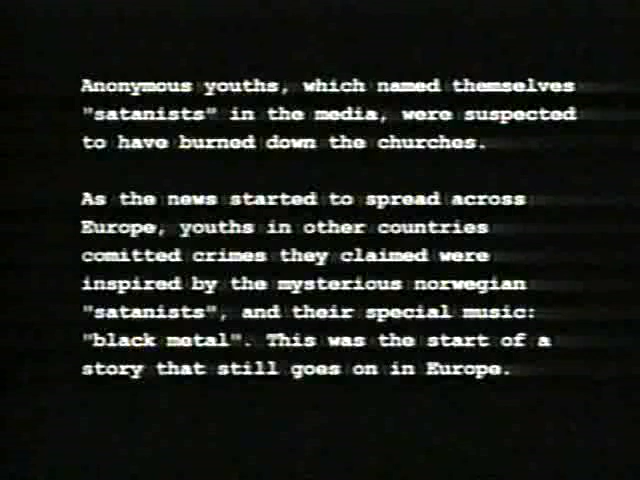 Anonymous youths, which named themselves
"satanists" in the media, were suspected
to have burned down the churches.
As the news started to spread across
Europe, youths in other countries
comitted crimes they claimed were
inspired by the mysterious norwegian
"satanists", and their special music:
"black metal". This was the start of a
story that still goes on in Europe.